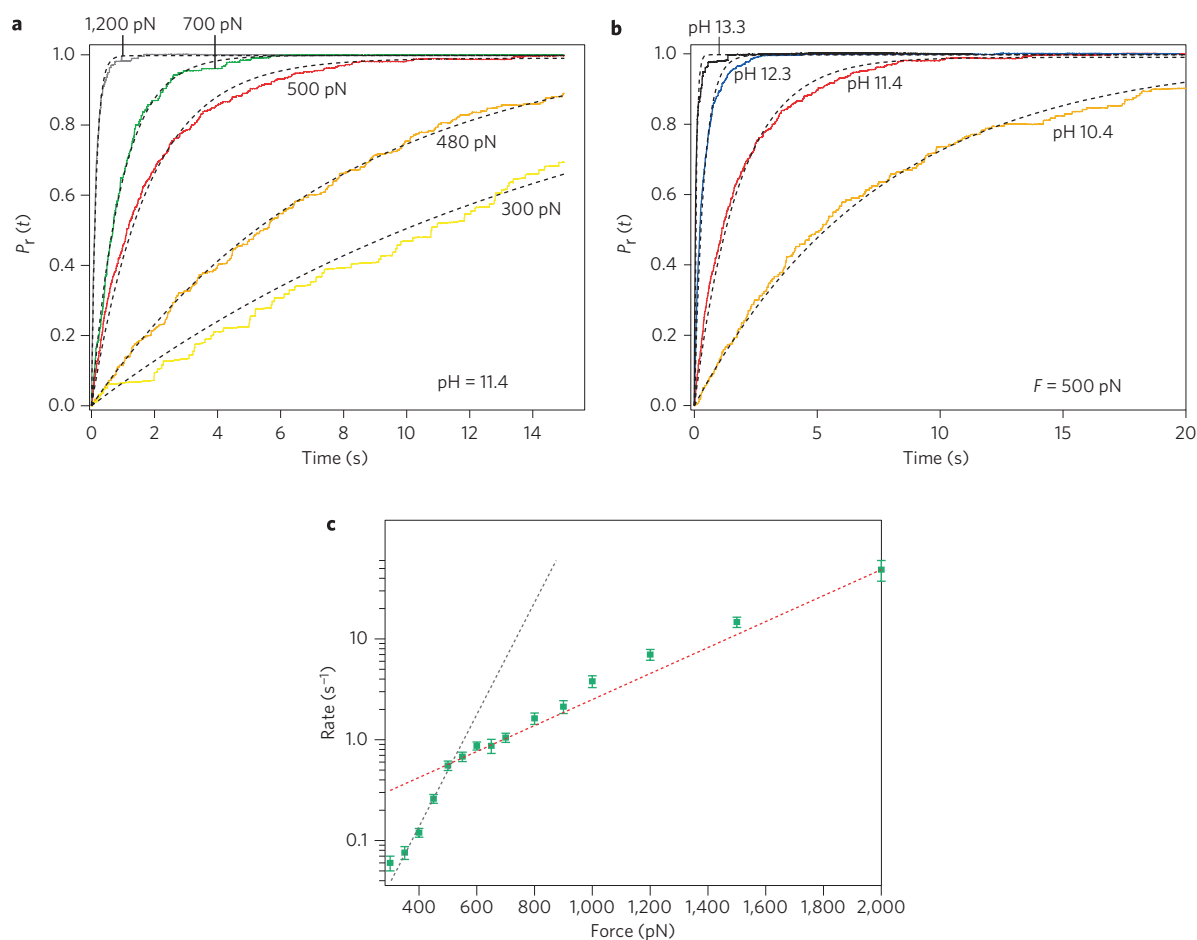 a
1,200 pN
700 pN
500 pN
480 pN
300 pN
pH = 11.4
1.0
0.8
0.6
0.4
0.2
0.0
Pr (t)
0 2 4 6 8 10 12 14
Time (s)
b
pH 13.3
pH 12.3
pH 11.4
pH 10.4
F = 500 pN
1.0
0.8
0.6
0.4
0.2
0.0
Pr (t)
0 5 10 15 20
Time (s)
c
10
1.0
0.1
Rate (s⁻¹)
400 600 800 1,000 1,200 1,400 1,600 1,800 2,000
Force (pN)